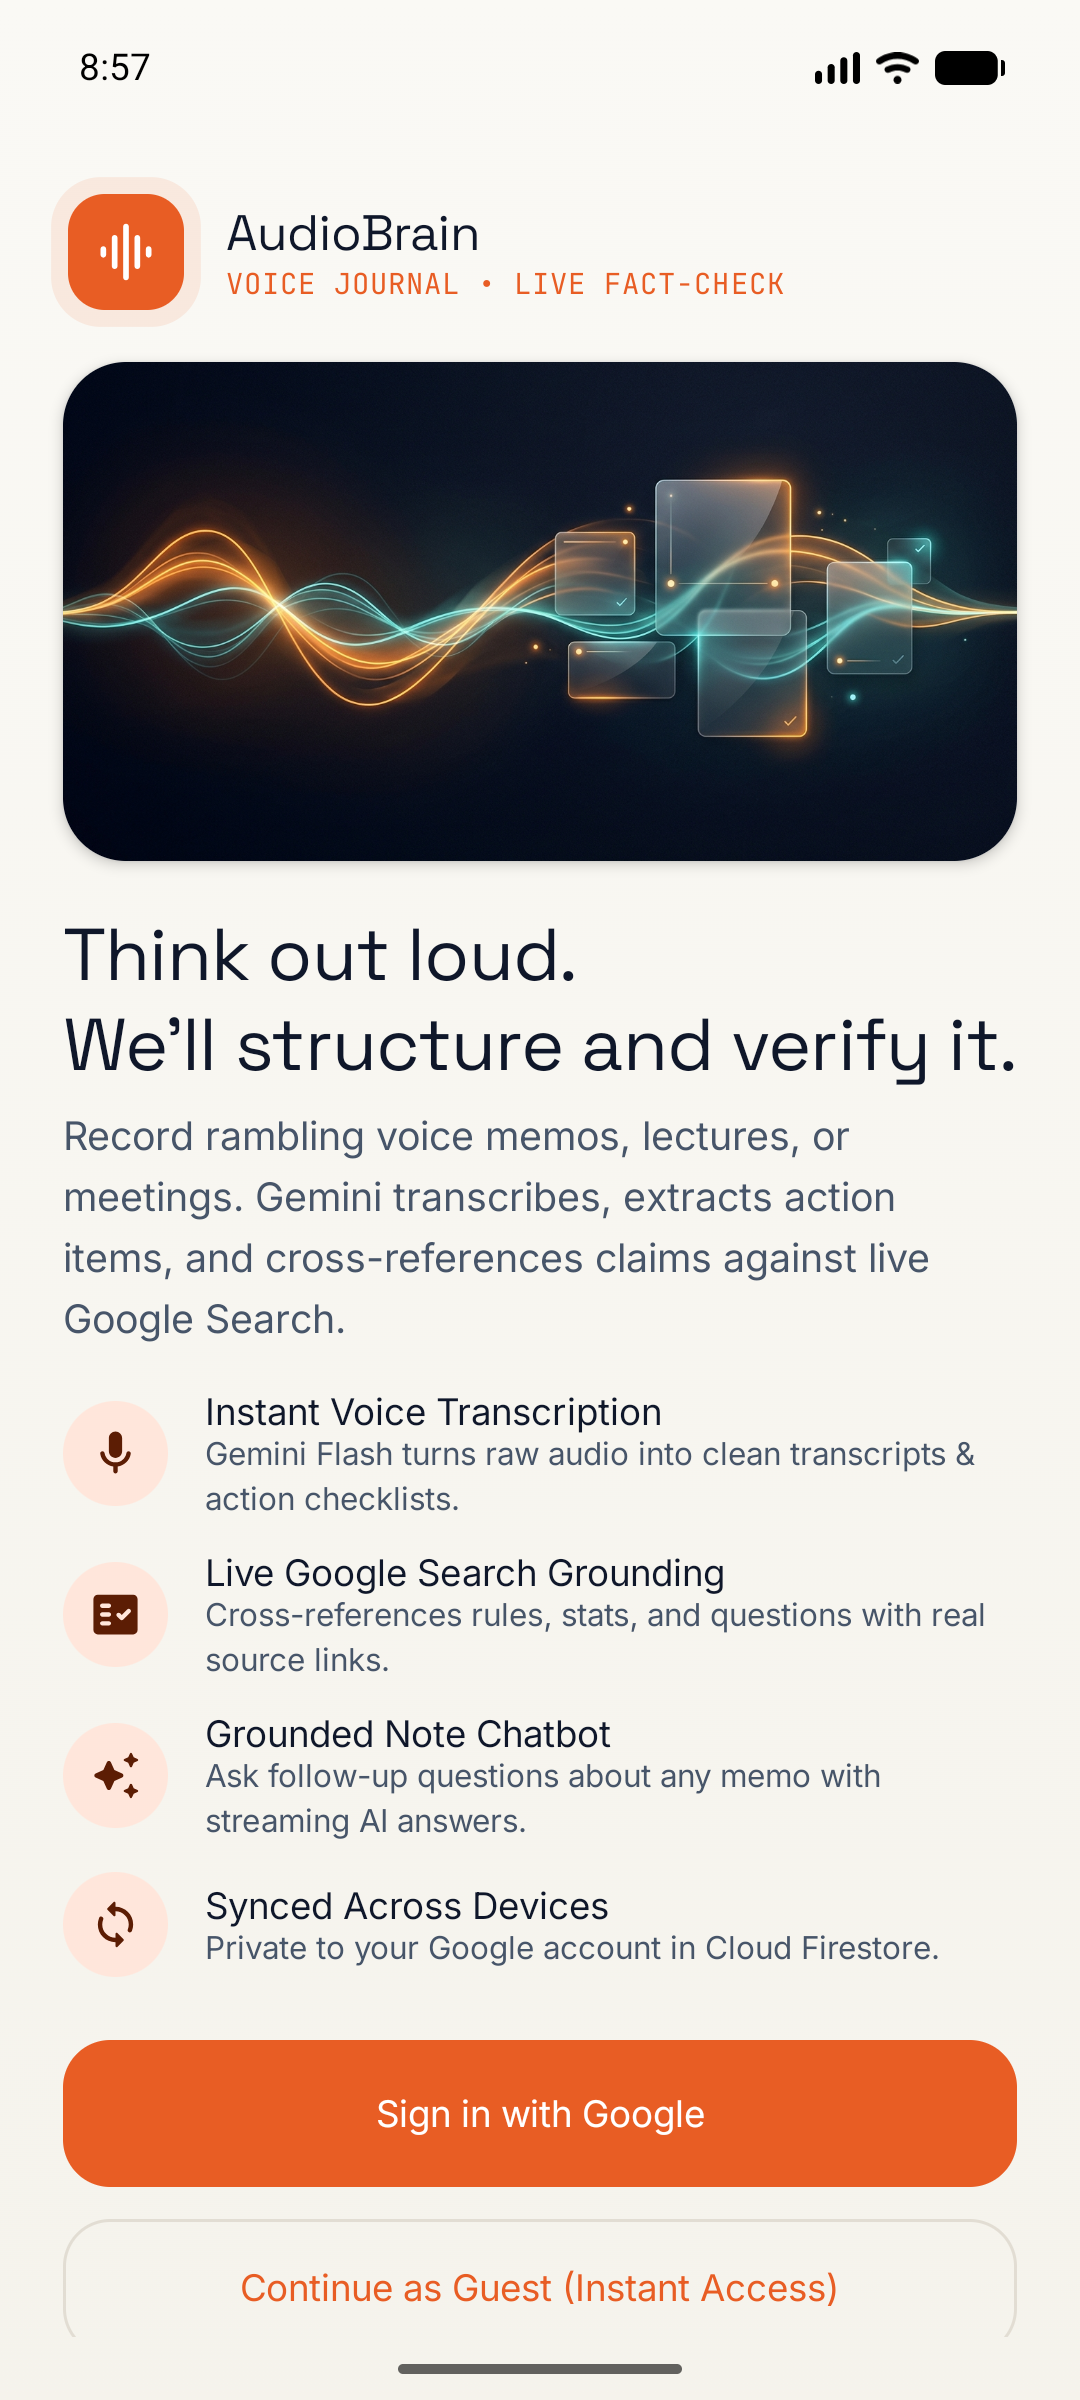 8:57
AudioBrain
VOICE JOURNAL • LIVE FACT-CHECK
Think out loud.
We’ll structure and verify it.
Record rambling voice memos, lectures, or
meetings. Gemini transcribes, extracts action
items, and cross-references claims against live
Google Search.
Instant Voice Transcription
Gemini Flash turns raw audio into clean transcripts &
action checklists.
Live Google Search Grounding
Cross-references rules, stats, and questions with real
source links.
Grounded Note Chatbot
Ask follow-up questions about any memo with
streaming AI answers.
Synced Across Devices
Private to your Google account in Cloud Firestore.
Sign in with Google
Continue as Guest (Instant Access)